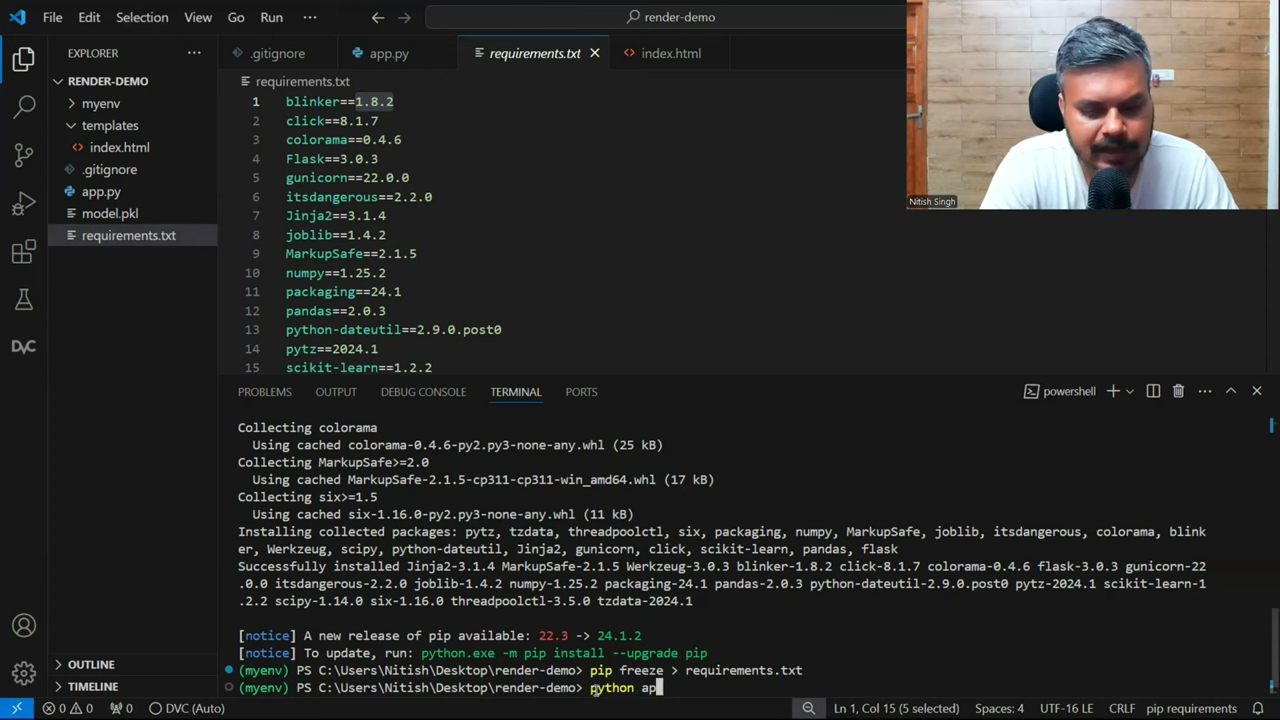 File Edit Selection View Go Run ··· render-demo
EXPLORER ···
RENDER-DEMO
myenv
templates
index.html
.gitignore
app.py
model.pkl
requirements.txt
OUTLINE
TIMELINE
DVC
.gitignore app.py requirements.txt index.html
requirements.txt
1 blinker==1.8.2
2 click==8.1.7
3 colorama==0.4.6
4 Flask==3.0.3
5 gunicorn==22.0.0
6 itsdangerous==2.2.0
7 Jinja2==3.1.4
8 joblib==1.4.2
9 MarkupSafe==2.1.5
10 numpy==1.25.2
11 packaging==24.1
12 pandas==2.0.3
13 python-dateutil==2.9.0.post0
14 pytz==2024.1
15 scikit-learn==1.2.2
Nitish Singh
PROBLEMS OUTPUT DEBUG CONSOLE TERMINAL PORTS powershell
Collecting colorama
Using cached colorama-0.4.6-py2.py3-none-any.whl (25 kB)
Collecting MarkupSafe>=2.0
Using cached MarkupSafe-2.1.5-cp311-cp311-win_amd64.whl (17 kB)
Collecting six>=1.5
Using cached six-1.16.0-py2.py3-none-any.whl (11 kB)
Installing collected packages: pytz, tzdata, threadpoolctl, six, packaging, numpy, MarkupSafe, joblib, itsdangerous, colorama, blink
er, Werkzeug, scipy, python-dateutil, Jinja2, gunicorn, click, scikit-learn, pandas, flask
Successfully installed Jinja2-3.1.4 MarkupSafe-2.1.5 Werkzeug-3.0.3 blinker-1.8.2 click-8.1.7 colorama-0.4.6 flask-3.0.3 gunicorn-22
.0.0 itsdangerous-2.2.0 joblib-1.4.2 numpy-1.25.2 packaging-24.1 pandas-2.0.3 python-dateutil-2.9.0.post0 pytz-2024.1 scikit-learn-1
.2.2 scipy-1.14.0 six-1.16.0 threadpoolctl-3.5.0 tzdata-2024.1
[notice] A new release of pip available: 22.3 -> 24.1.2
[notice] To update, run: python.exe -m pip install --upgrade pip
(myenv) PS C:\Users\Nitish\Desktop\render-demo> pip freeze > requirements.txt
(myenv) PS C:\Users\Nitish\Desktop\render-demo> python ap
0 0 0 DVC (Auto) Ln 1, Col 15 (5 selected) Spaces: 4 UTF-16 LE CRLF pip requirements